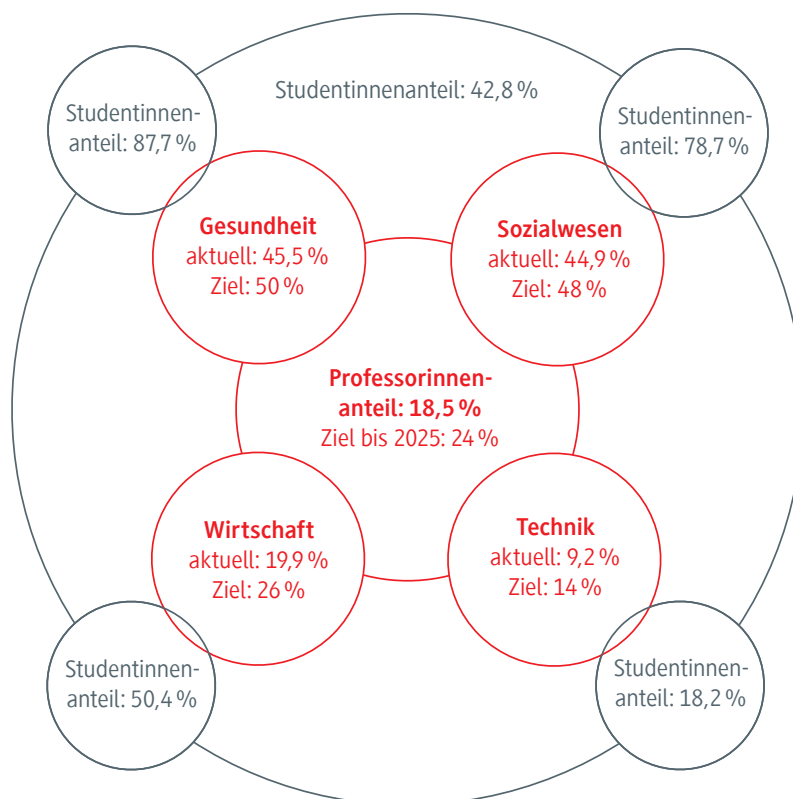 Studentinnenanteil: 42,8 %
Studentinnen-
anteil: 87,7 %
Studentinnen-
anteil: 78,7 %
Gesundheit
aktuell: 45,5 %
Ziel: 50 %
Sozialwesen
aktuell: 44,9 %
Ziel: 48 %
Professorinnen-
anteil: 18,5 %
Ziel bis 2025: 24 %
Wirtschaft
aktuell: 19,9 %
Ziel: 26 %
Technik
aktuell: 9,2 %
Ziel: 14 %
Studentinnen-
anteil: 50,4 %
Studentinnen-
anteil: 18,2 %